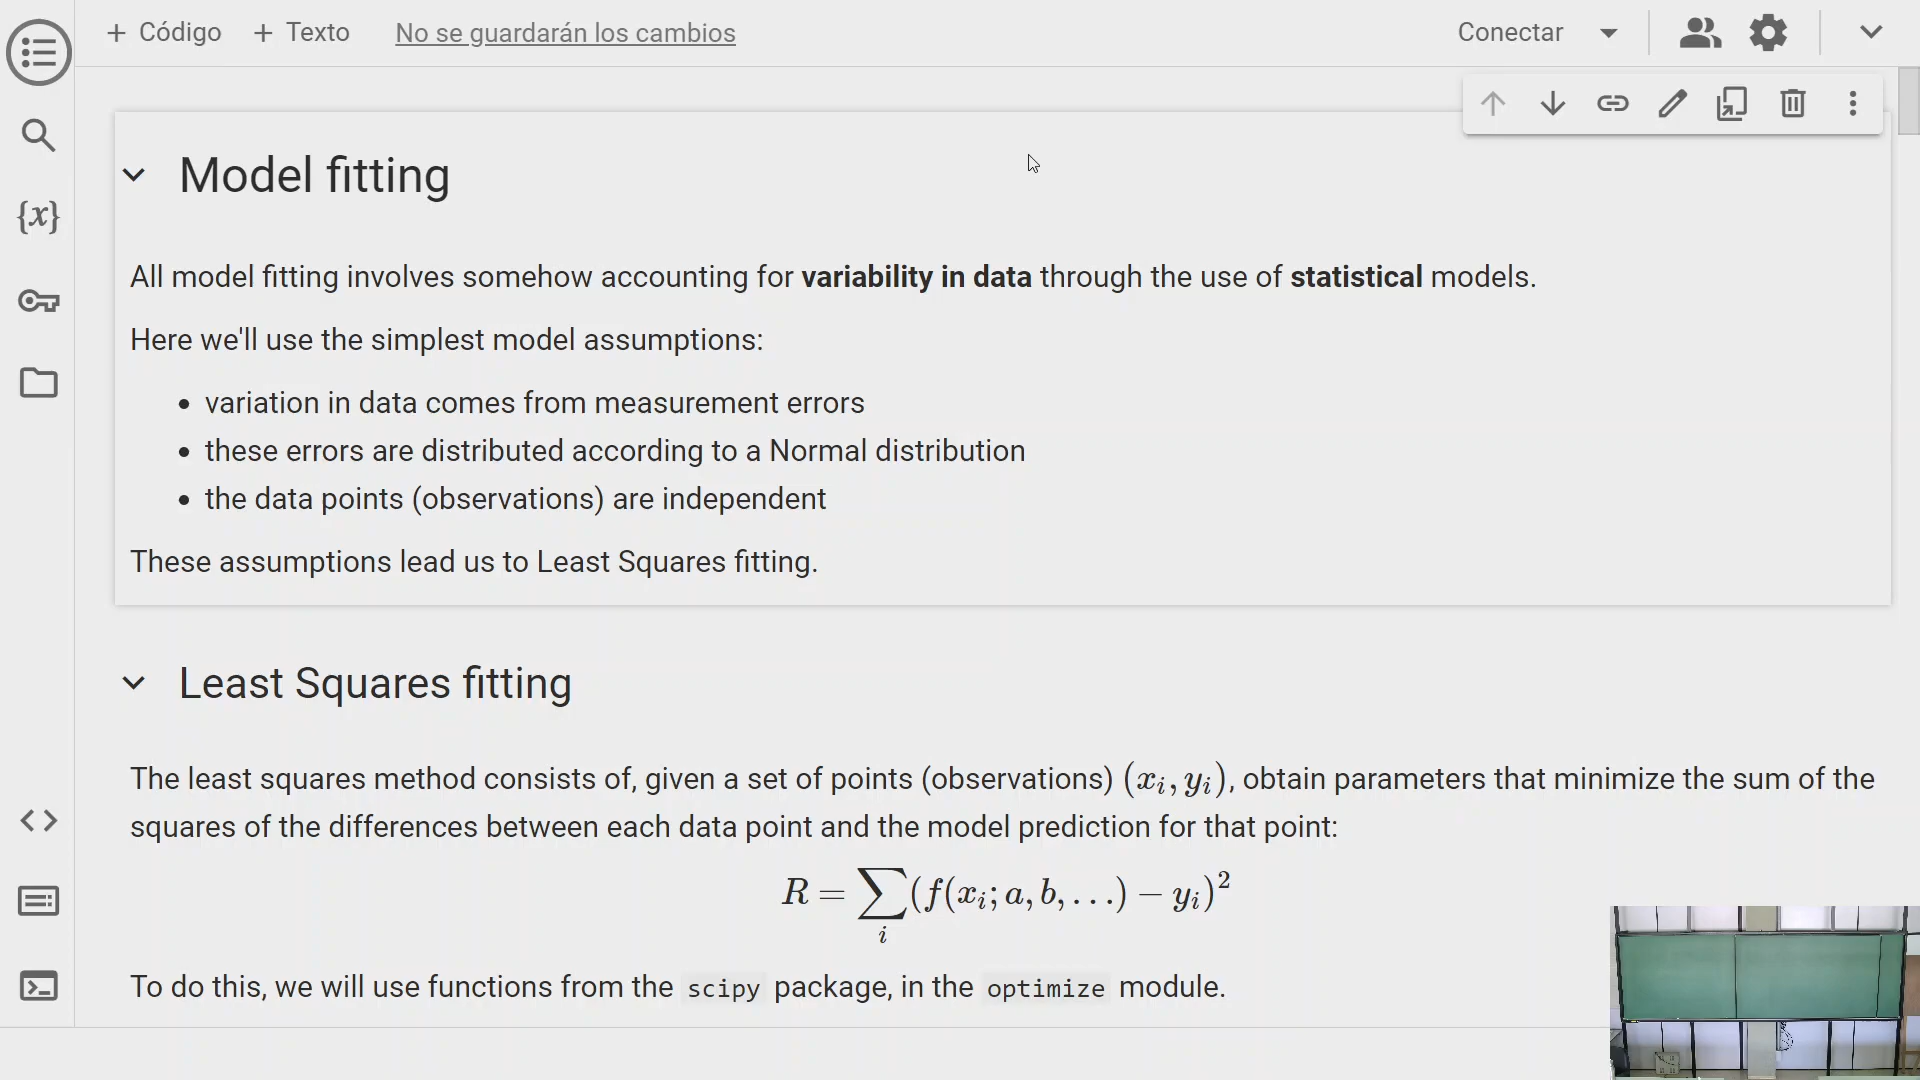 + Código + Texto No se guardarán los cambios Conectar
{x}
Model fitting
All model fitting involves somehow accounting for variability in data through the use of statistical models.
Here we'll use the simplest model assumptions:
• variation in data comes from measurement errors
• these errors are distributed according to a Normal distribution
• the data points (observations) are independent
These assumptions lead us to Least Squares fitting.
Least Squares fitting
The least squares method consists of, given a set of points (observations) (x_i, y_i), obtain parameters that minimize the sum of the
squares of the differences between each data point and the model prediction for that point:
R = ∑_i (f(x_i; a, b, …) − y_i)^2
To do this, we will use functions from the scipy package, in the optimize module.